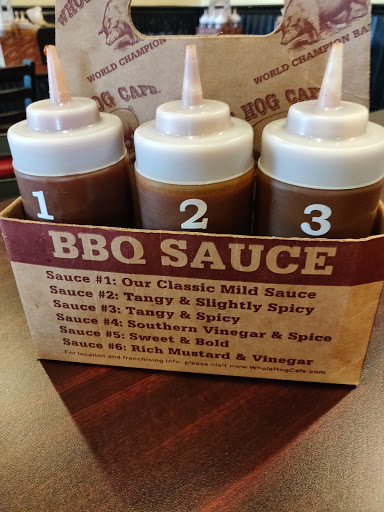 WHOLE
WORLD CHAMPION
WORLD CHAMPION BA
HOG CAFE.
HOG CAFE
1
2
3
BBQ SAUCE
Sauce #1: Our Classic Mild Sauce
Sauce #2: Tangy & Slightly Spicy
Sauce #3: Tangy & Spicy
Sauce #4: Southern Vinegar & Spice
Sauce #5: Sweet & Bold
Sauce #6: Rich Mustard & Vinegar
For location and franchising info. please visit www.WholeHogCafe.com